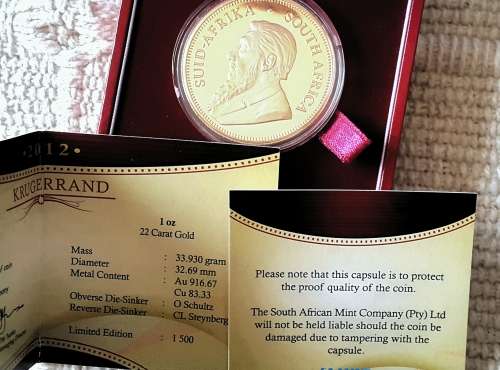 SUID-AFRIKA · SOUTH AFRICA
·2012·
KRUGERRAND
1 oz
22 Carat Gold
Mass : 33.930 gram
Diameter : 32.69 mm
Metal Content : Au 916.67
Cu 83.33
Obverse Die-Sinker : O Schultz
Reverse Die-Sinker : CL Steynberg
Limited Edition : 1 500
Please note that this capsule is to protect
the proof quality of the coin.
The South African Mint Company (Pty) Ltd
will not be held liable should the coin be
damaged due to tampering with the
capsule.